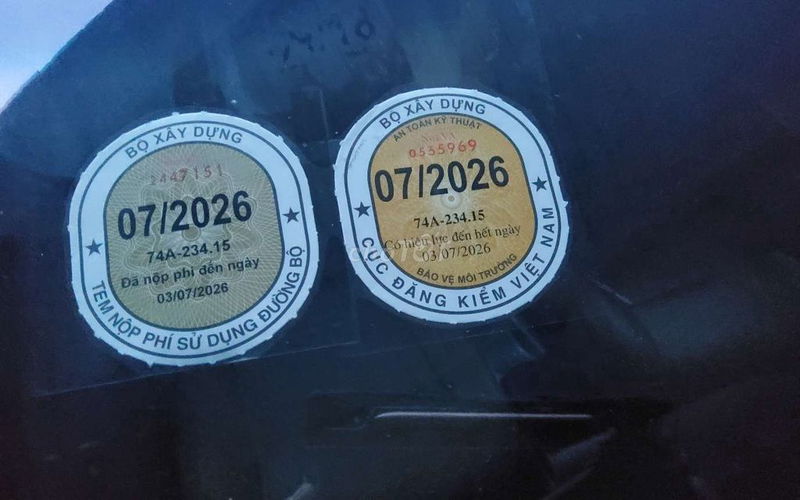 BỘ XÂY DỰNG
1447151
07/2026
74A-234.15
Đã nộp phí đến ngày
03/07/2026
TEM NỘP PHÍ SỬ DỤNG ĐƯỜNG BỘ
BỘ XÂY DỰNG
AN TOÀN KỸ THUẬT
0535969
07/2026
74A-234.15
Có hiệu lực đến hết ngày
03/07/2026
BẢO VỆ MÔI TRƯỜNG
CỤC ĐĂNG KIỂM VIỆT NAM